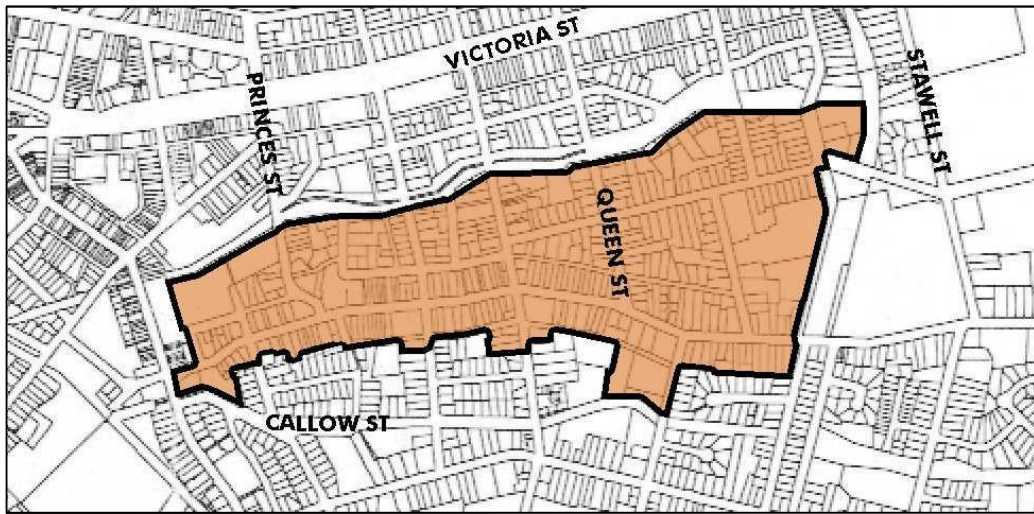 VICTORIA ST
PRINCES ST
STAWELL ST
QUEEN ST
CALLOW ST